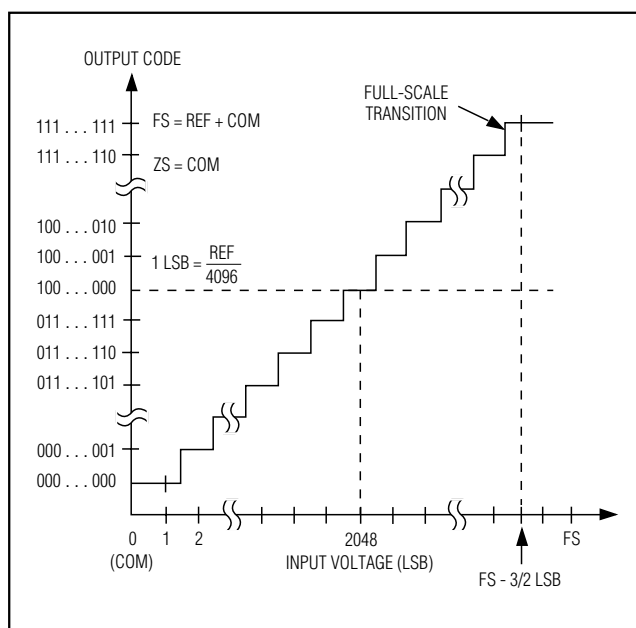 OUTPUT CODE
FULL-SCALE
TRANSITION
111 . . . 111
FS = REF + COM
111 . . . 110
ZS = COM
100 . . . 010
100 . . . 001
1 LSB = REF
4096
100 . . . 000
011 . . . 111
011 . . . 110
011 . . . 101
000 . . . 001
000 . . . 000
0 1 2 2048 FS
(COM) INPUT VOLTAGE (LSB)
FS - 3/2 LSB